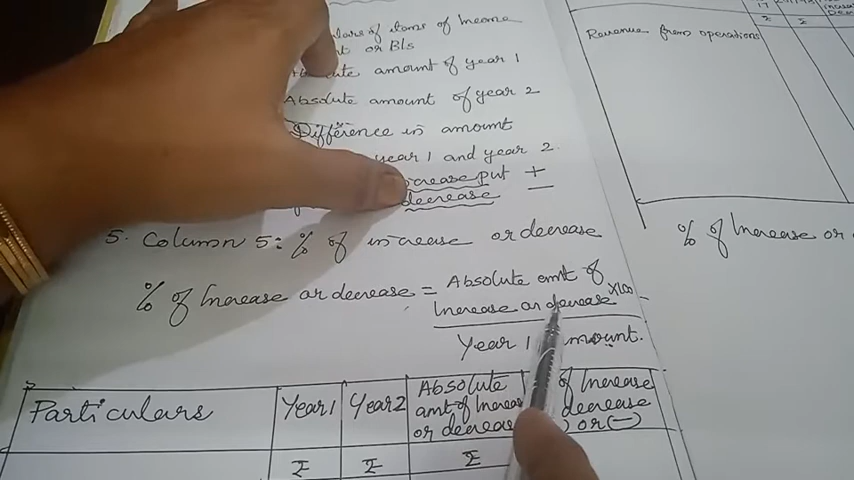 of items of Income
or B/s
amount of year 1
Absolute amount of year 2
Difference in amount
year 1 and year 2.
put +
decrease —
5. Column 5: % of increase or decrease
% of Increase or decrease = Absolute amt of
Increase or decrease ×100
Year 1 amount.
Particulars
Year 1
Year 2
Absolute
amt of Increase
or decrease
of Increase
decrease
or (-)
₹
₹
₹
Revenue from operations
₹
₹
% of Increase or